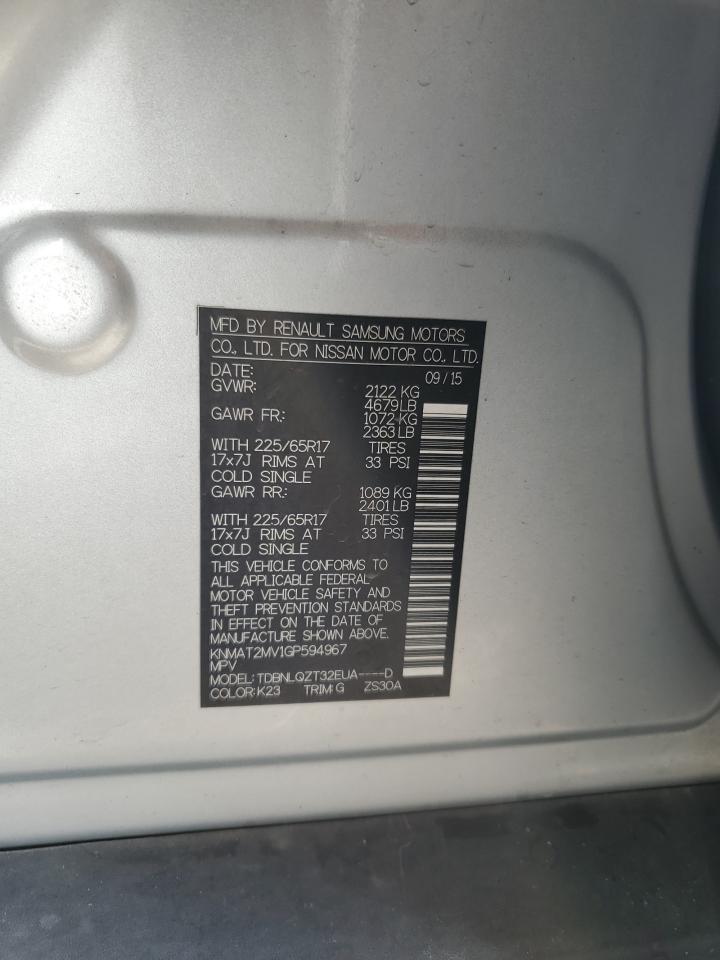 MFD BY RENAULT SAMSUNG MOTORS
CO., LTD. FOR NISSAN MOTOR CO., LTD.
DATE: 09/15
GVWR: 2122 KG
4679 LB
GAWR FR.: 1072 KG
2363 LB
WITH 225/65R17 TIRES
17x7J RIMS AT 33 PSI
COLD SINGLE
GAWR RR.: 1089 KG
2401 LB
WITH 225/65R17 TIRES
17x7J RIMS AT 33 PSI
COLD SINGLE
THIS VEHICLE CONFORMS TO
ALL APPLICABLE FEDERAL
MOTOR VEHICLE SAFETY AND
THEFT PREVENTION STANDARDS
IN EFFECT ON THE DATE OF
MANUFACTURE SHOWN ABOVE.
KNMAT2MV1GP594967
MPV
MODEL: TDBNLQZT32EUA----D
COLOR: K23 TRIM: G ZS30A